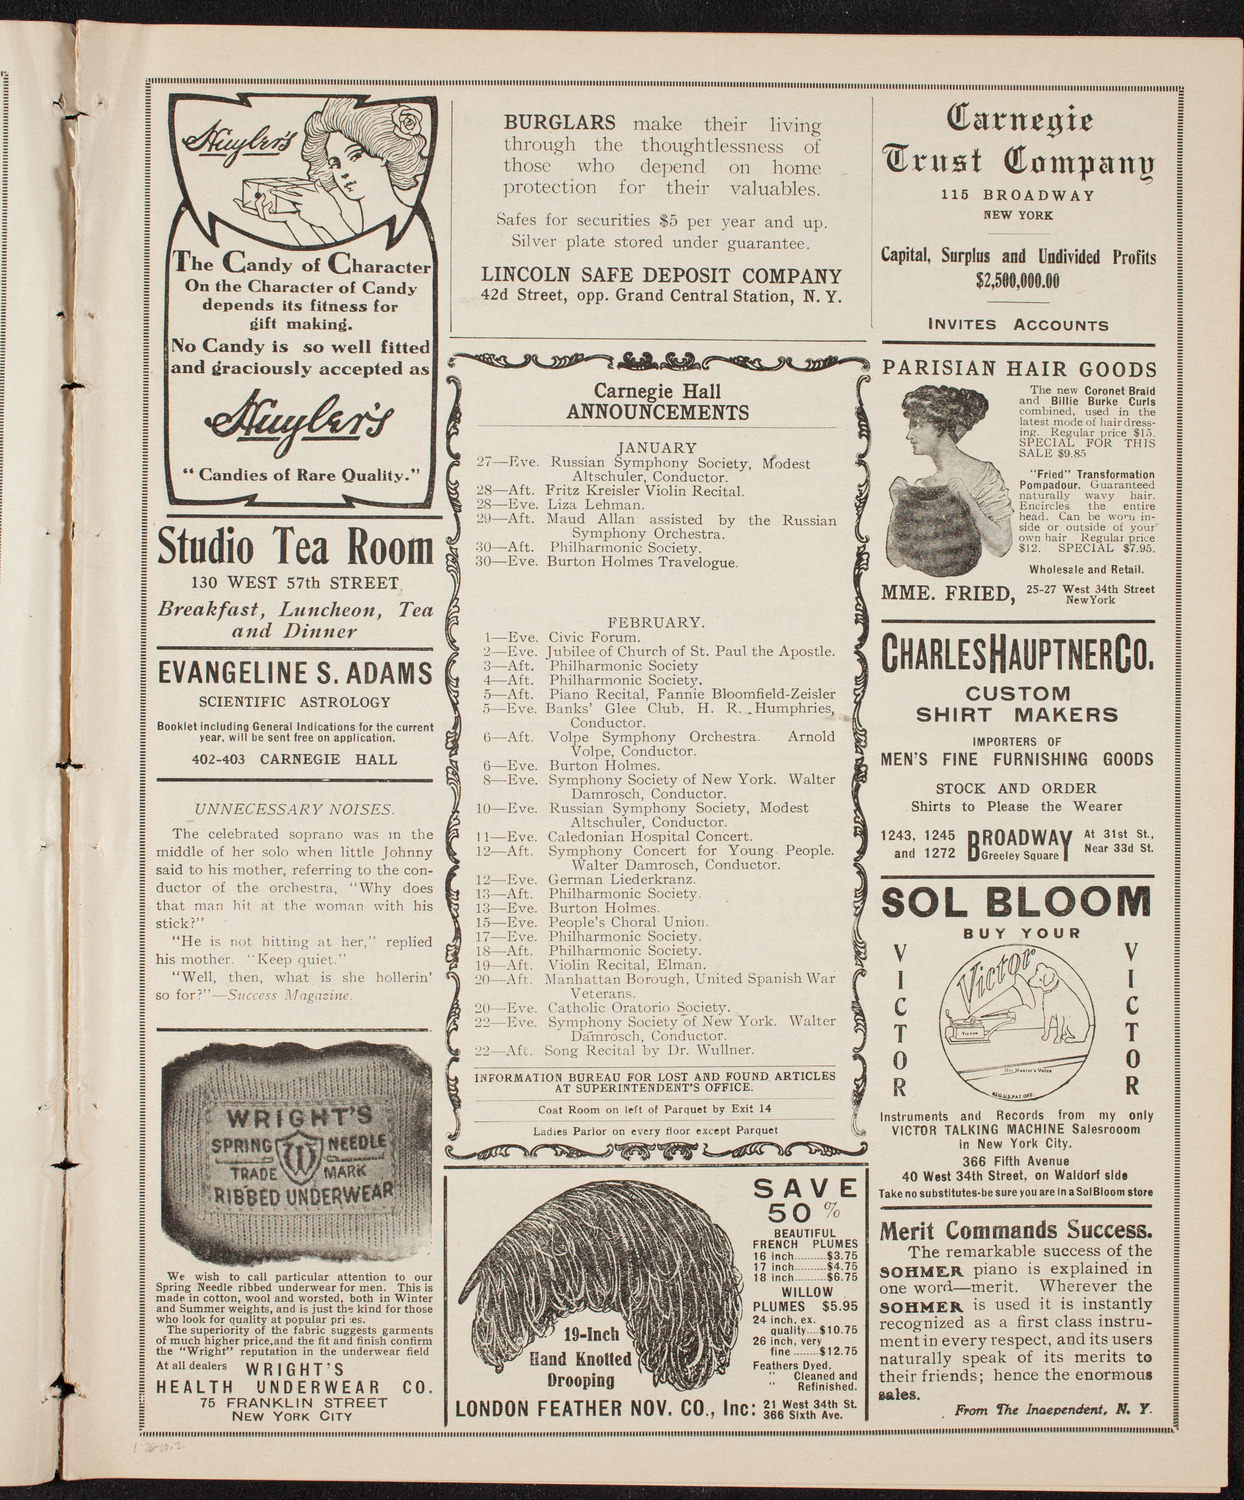 Huyler's
The Candy of Character
On the Character of Candy
depends its fitness for
gift making.
No Candy is so well fitted
and graciously accepted as
Huyler's
"Candies of Rare Quality."
Studio Tea Room
130 WEST 57th STREET
Breakfast, Luncheon, Tea
and Dinner
EVANGELINE S. ADAMS
SCIENTIFIC ASTROLOGY
Booklet including General Indications for the current
year, will be sent free on application.
402-403 CARNEGIE HALL
UNNECESSARY NOISES.
The celebrated soprano was in the
middle of her solo when little Johnny
said to his mother, referring to the con-
ductor of the orchestra, "Why does
that man hit at the woman with his
stick?"
"He is not hitting at her," replied
his mother. "Keep quiet."
"Well, then, what is she hollerin'
so for?"—Success Magazine.
WRIGHT'S
SPRING NEEDLE
TRADE W MARK
RIBBED UNDERWEAR
We wish to call particular attention to our
Spring Needle ribbed underwear for men. This is
made in cotton, wool and worsted, both in Winter
and Summer weights, and is just the kind for those
who look for quality at popular pri es.
The superiority of the fabric suggests garments
of much higher price,and the fit and finish confirm
the "Wright" reputation in the underwear field
At all dealers WRIGHT'S
HEALTH UNDERWEAR CO.
75 FRANKLIN STREET
NEW YORK CITY
BURGLARS make their living
through the thoughtlessness of
those who depend on home
protection for their valuables.
Safes for securities $5 per year and up.
Silver plate stored under guarantee.
LINCOLN SAFE DEPOSIT COMPANY
42d Street, opp. Grand Central Station, N. Y.
Carnegie Hall
ANNOUNCEMENTS
JANUARY
27—Eve. Russian Symphony Society, Modest
Altschuler, Conductor.
28—Aft. Fritz Kreisler Violin Recital.
28—Eve. Liza Lehman.
29—Aft. Maud Allan assisted by the Russian
Symphony Orchestra.
30—Aft. Philharmonic Society.
30—Eve. Burton Holmes Travelogue.
FEBRUARY.
1—Eve. Civic Forum.
2—Eve. Jubilee of Church of St. Paul the Apostle.
3—Aft. Philharmonic Society
4—Aft. Philharmonic Society.
5—Aft. Piano Recital, Fannie Bloomfield-Zeisler
5—Eve. Banks' Glee Club, H. R. Humphries,
Conductor.
6—Aft. Volpe Symphony Orchestra. Arnold
Volpe, Conductor.
6—Eve. Burton Holmes.
8—Eve. Symphony Society of New York. Walter
Damrosch, Conductor.
10—Eve. Russian Symphony Society, Modest
Altschuler, Conductor.
11—Eve. Caledonian Hospital Concert.
12—Aft. Symphony Concert for Young People.
Walter Damrosch, Conductor.
12—Eve. German Liederkranz.
13—Aft. Philharmonic Society.
13—Eve. Burton Holmes.
15—Eve. People's Choral Union.
17—Eve. Philharmonic Society.
18—Aft. Philharmonic Society.
19—Aft. Violin Recital, Elman.
20—Aft. Manhattan Borough, United Spanish War
Veterans.
20—Eve. Catholic Oratorio Society.
22—Eve. Symphony Society of New York. Walter
Damrosch, Conductor.
22—Aft. Song Recital by Dr. Wullner.
INFORMATION BUREAU FOR LOST AND FOUND ARTICLES
AT SUPERINTENDENT'S OFFICE.
Coat Room on left of Parquet by Exit 14
Ladies Parlor on every floor except Parquet
19-Inch
Hand Knotted
Drooping
SAVE
50%
BEAUTIFUL
FRENCH PLUMES
16 inch..........$3.75
17 inch..........$4.75
18 inch..........$6.75
WILLOW
PLUMES $5.95
24 inch, ex.
quality....$10.75
26 inch, very
fine........$12.75
Feathers Dyed,
" Cleaned and
" Refinished.
LONDON FEATHER NOV. CO., Inc: 21 West 34th St.
366 Sixth Ave.
Carnegie
Trust Company
115 BROADWAY
NEW YORK
Capital, Surplus and Undivided Profits
$2,500,000.00
INVITES ACCOUNTS
PARISIAN HAIR GOODS
The new Coronet Braid
and Billie Burke Curls
combined, used in the
latest mode of hairdress-
ing. Regular price $15.
SPECIAL FOR THIS
SALE $9.85
"Fried" Transformation
Pompadour. Guaranteed
naturally wavy hair.
Encircles the entire
head. Can be worn in-
side or outside of your
own hair Regular price
$12. SPECIAL $7.95.
Wholesale and Retail.
MME. FRIED, 25-27 West 34th Street
NewYork
CHARLES HAUPTNER CO.
CUSTOM
SHIRT MAKERS
IMPORTERS OF
MEN'S FINE FURNISHING GOODS
STOCK AND ORDER
Shirts to Please the Wearer
1243, 1245 and 1272 BROADWAY Greeley Square At 31st St., Near 33d St.
SOL BLOOM
BUY YOUR
VICTOR
Victor
VICTOR
His Master's Voice
REG.U.S.PAT.OFF.
VICTOR
Instruments and Records from my only
VICTOR TALKING MACHINE Salesrooom
in New York City.
366 Fifth Avenue
40 West 34th Street, on Waldorf side
Take no substitutes-be sure you are in a Sol Bloom store
Merit Commands Success.
The remarkable success of the
SOHMER piano is explained in
one word—merit. Wherever the
SOHMER is used it is instantly
recognized as a first class instru-
ment in every respect, and its users
naturally speak of its merits to
their friends; hence the enormous
sales.
From The Independent, N. Y.